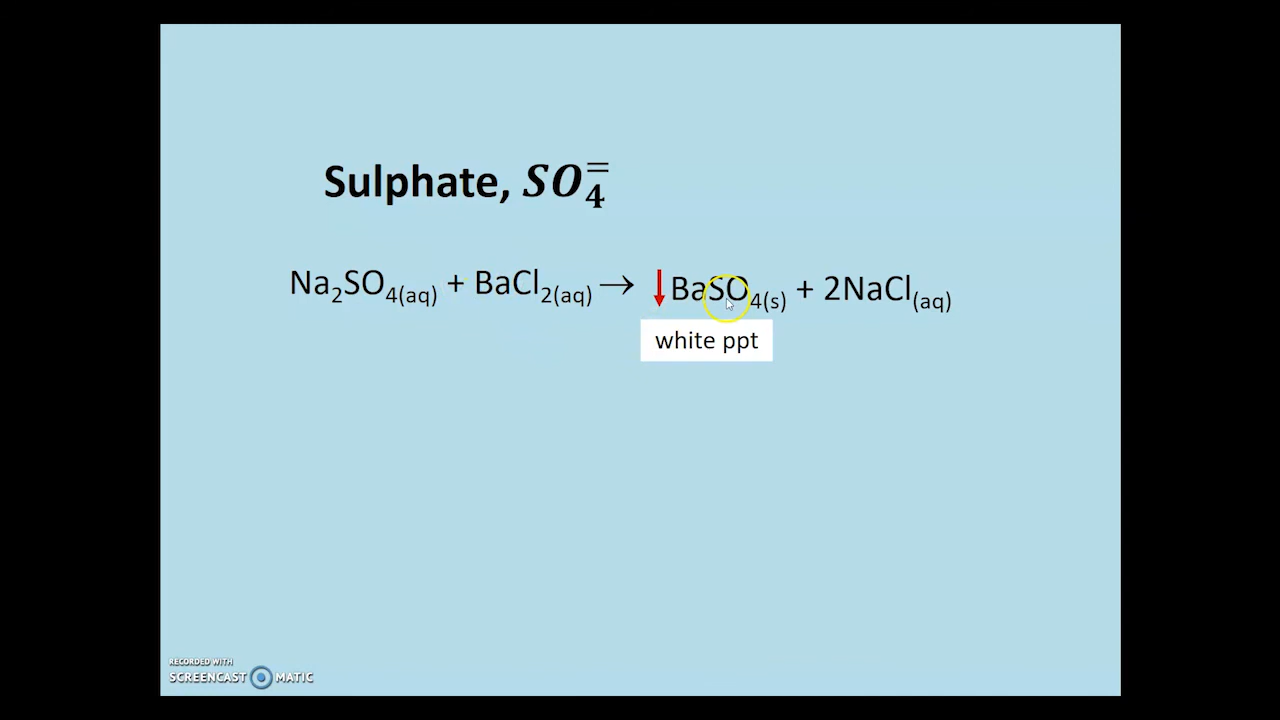 Sulphate, SO₄⁼
Na₂SO₄(aq) + BaCl₂(aq) → ↓BaSO₄(s) + 2NaCl(aq)
white ppt
RECORDED WITH
SCREENCAST MATIC